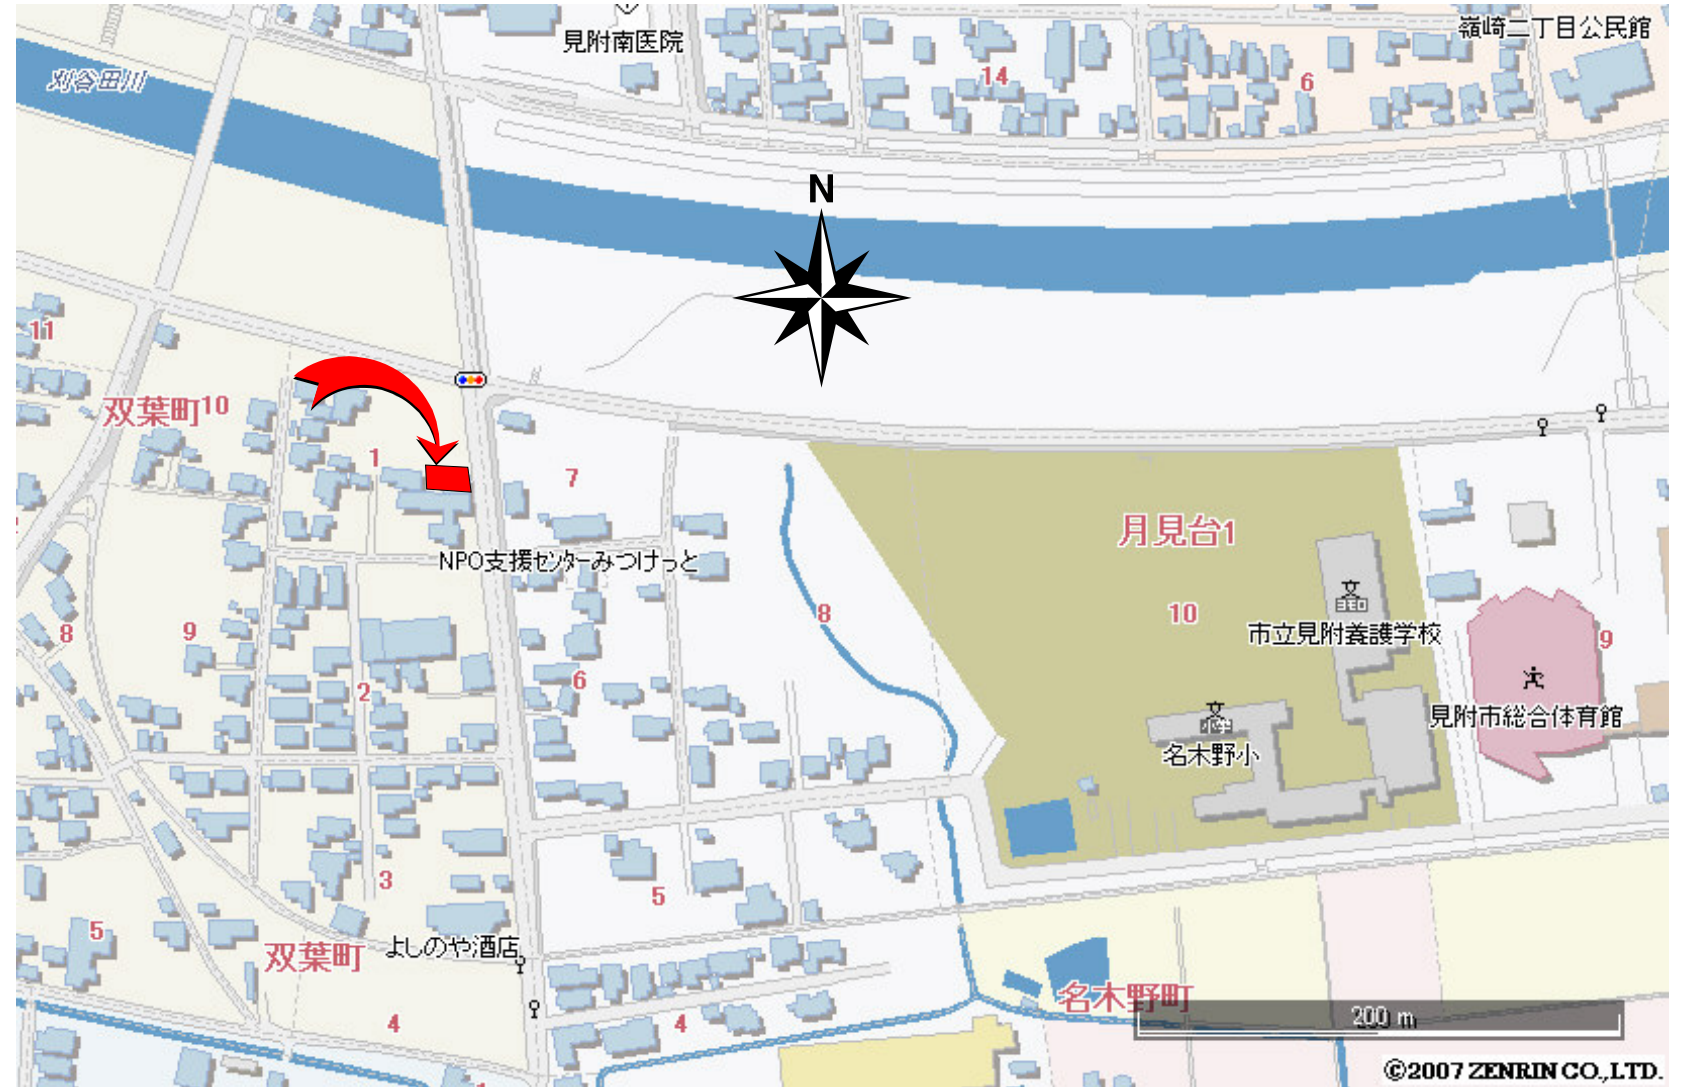 見附南医院
嶺崎二丁目公民館
刈谷田川
14
6
N
11
双葉町10
1
7
月見台1
NPO支援センターみつけっと
8
10
8
9
市立見附養護学校
9
2
6
見附市総合体育館
名木野小
3
5
5
双葉町
よしのや酒店
名木野町
4
4
200 m
©2007 ZENRIN CO.,LTD.